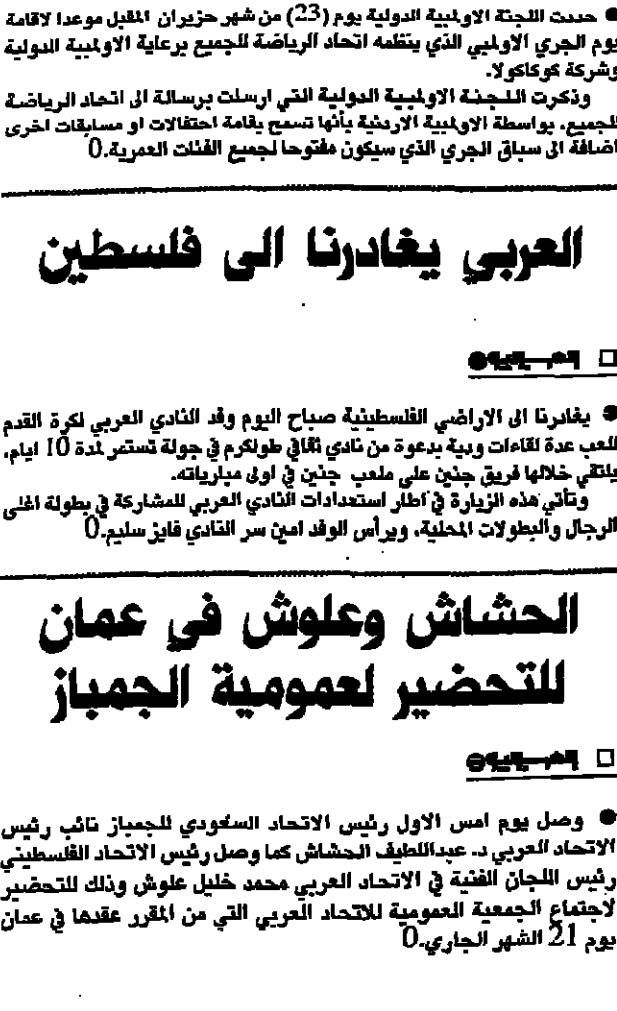 ● حددت اللجنة الاولمبية الدولية يوم (23) من شهر حزيران المقبل موعدا لاقامة
يوم الجري الاولمبي الذي ينظمه اتحاد الرياضة للجميع برعاية الاولمبية الدولية
وشركة كوكاكولا.
وذكرت اللجنة الاولمبية الدولية التي ارسلت برسالة الى اتحاد الرياضة
للجميع، بواسطة الاولمبية الاردنية بأنها تسمح بقامة احتفالات او مسابقات اخرى
اضافة الى سباق الجري الذي سيكون مفتوحا لجميع الفئات العمرية.0
العربي يغادرنا الى فلسطين
□
● يغادرنا الى الاراضي الفلسطينية صباح اليوم وفد النادي العربي لكرة القدم
للعب عدة لقاءات ودية بدعوة من نادي ثقافي طولكرم في جولة تستمر لمدة 10 ايام،
يلتقي خلالها فريق جنين على ملعب جنين في اولى مبارياته.
وتأتي هذه الزيارة في اطار استعدادات النادي العربي للمشاركة في بطولة اغلى
الرجال والبطولات المحلية، ويرأس الوفد امين سر النادي فايز سليم.0
الحشاش وعلوش في عمان
للتحضير لعمومية الجمباز
□
● وصل يوم امس الاول رئيس الاتحاد السعودي للجمباز نائب رئيس
الاتحاد العربي د. عبداللطيف الحشاش كما وصل رئيس الاتحاد الفلسطيني
رئيس اللجان الفنية في الاتحاد العربي محمد خليل علوش وذلك للتحضير
لاجتماع الجمعية العمومية للاتحاد العربي التي من المقرر عقدها في عمان
يوم 21 الشهر الجاري.0